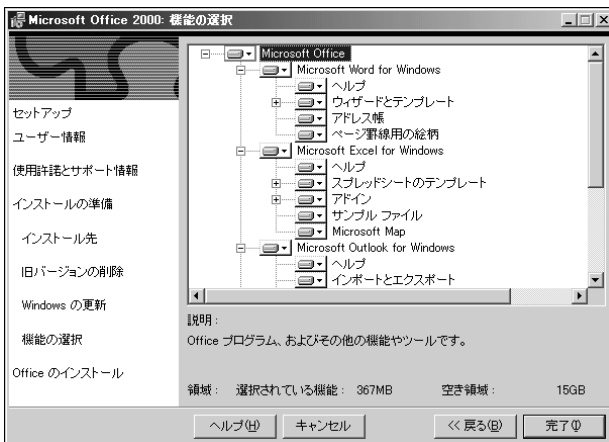 Microsoft Office 2000: 機能の選択
セットアップ
ユーザー情報
使用許諾とサポート情報
インストールの準備
インストール先
旧バージョンの削除
Windows の更新
機能の選択
Office のインストール
Microsoft Office
Microsoft Word for Windows
ヘルプ
ウィザードとテンプレート
アドレス帳
ページ罫線用の絵柄
Microsoft Excel for Windows
ヘルプ
スプレッドシートのテンプレート
アドイン
サンプル ファイル
Microsoft Map
Microsoft Outlook for Windows
ヘルプ
インポートとエクスポート
説明:
Office プログラム、およびその他の機能やツールです。
領域: 選択されている機能: 367MB 空き領域: 15GB
ヘルプ(H) キャンセル << 戻る(B) 完了(I)